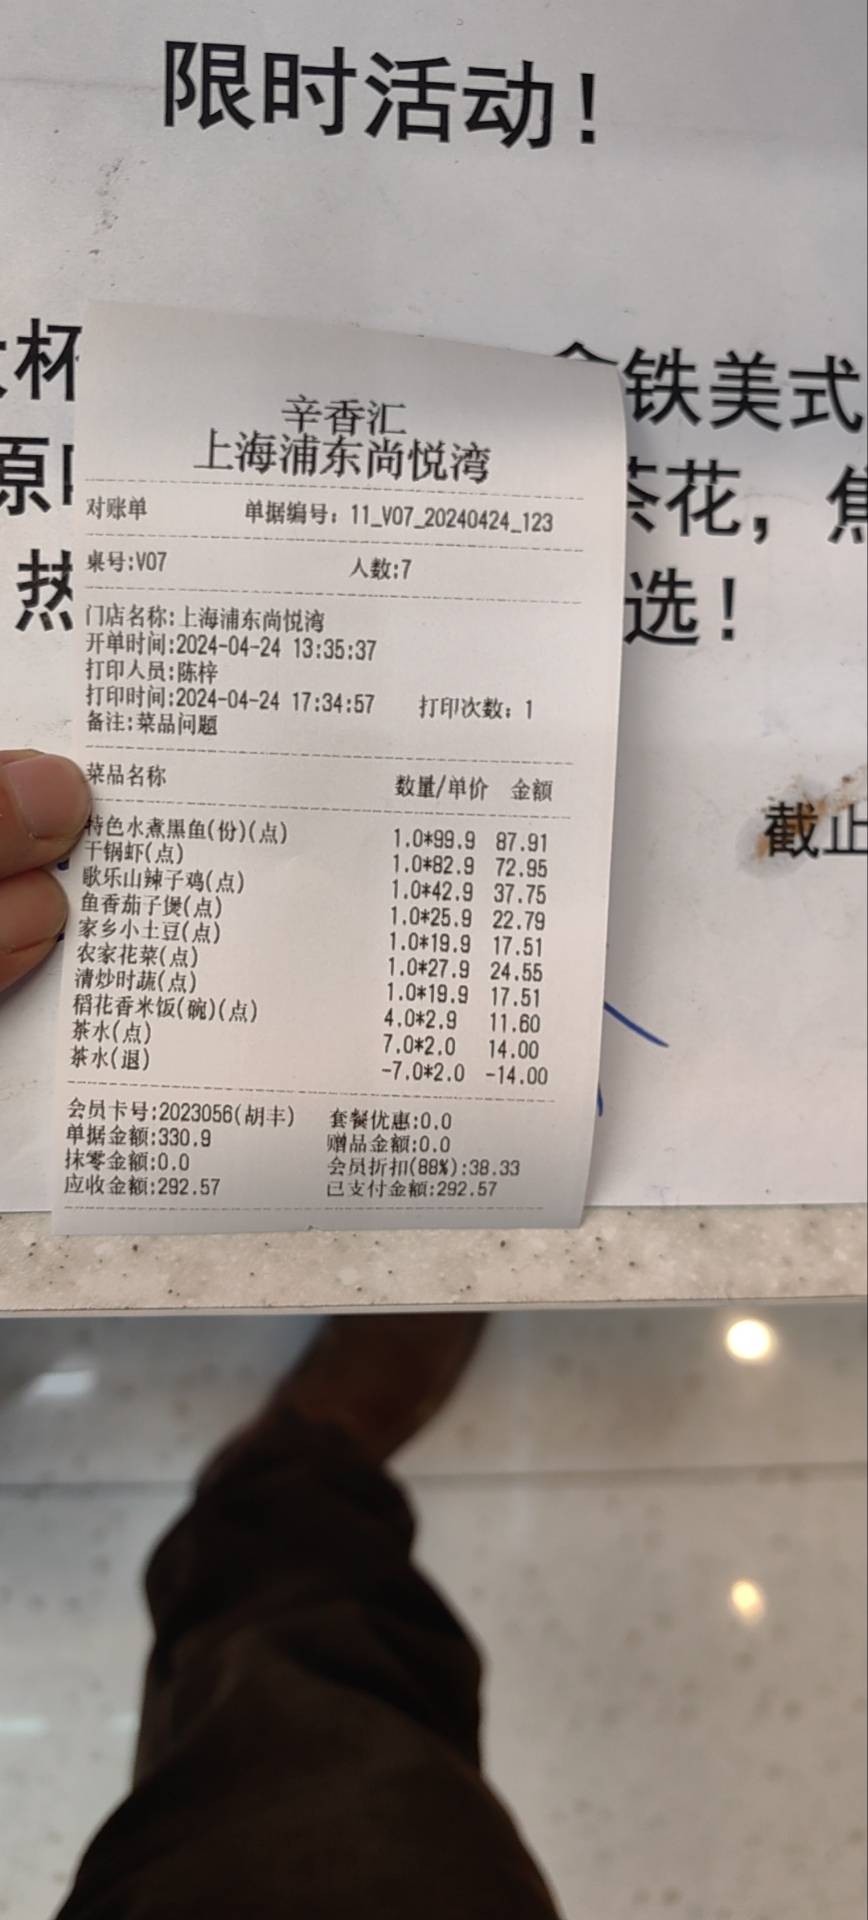 限时活动！
杯
铁美式
原
茶花，焦
热
选！
截止
辛香汇
上海浦东尚悦湾
对账单 单据编号：11_V07_20240424_123
桌号:V07 人数:7
门店名称:上海浦东尚悦湾
开单时间:2024-04-24 13:35:37
打印人员:陈梓
打印时间:2024-04-24 17:34:57 打印次数：1
备注:菜品问题
菜品名称 数量/单价 金额
特色水煮黑鱼(份)(点) 1.0*99.9 87.91
干锅虾(点) 1.0*82.9 72.95
歌乐山辣子鸡(点) 1.0*42.9 37.75
鱼香茄子煲(点) 1.0*25.9 22.79
家乡小土豆(点) 1.0*19.9 17.51
农家花菜(点) 1.0*27.9 24.55
清炒时蔬(点) 1.0*19.9 17.51
稻花香米饭(碗)(点) 4.0*2.9 11.60
茶水(点) 7.0*2.0 14.00
茶水(退) -7.0*2.0 -14.00
会员卡号:2023056(胡丰) 套餐优惠:0.0
单据金额:330.9 赠品金额:0.0
抹零金额:0.0 会员折扣(88%):38.33
应收金额:292.57 已支付金额:292.57